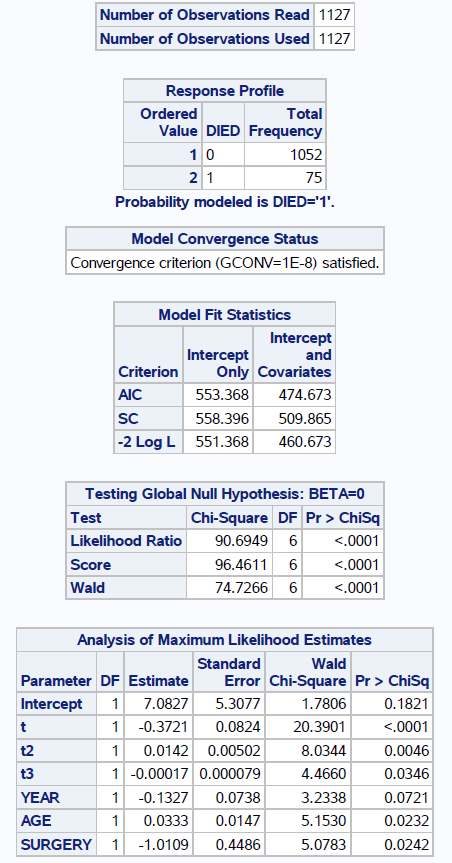 Number of Observations Read 1127
Number of Observations Used 1127
Response Profile
Ordered Total
Value DIED Frequency
1 0 1052
2 1 75
Probability modeled is DIED='1'.
Model Convergence Status
Convergence criterion (GCONV=1E-8) satisfied.
Model Fit Statistics
Intercept
Intercept and
Criterion Only Covariates
AIC 553.368 474.673
SC 558.396 509.865
-2 Log L 551.368 460.673
Testing Global Null Hypothesis: BETA=0
Test Chi-Square DF Pr > ChiSq
Likelihood Ratio 90.6949 6 <.0001
Score 96.4611 6 <.0001
Wald 74.7266 6 <.0001
Analysis of Maximum Likelihood Estimates
Standard Wald
Parameter DF Estimate Error Chi-Square Pr > ChiSq
Intercept 1 7.0827 5.3077 1.7806 0.1821
t 1 -0.3721 0.0824 20.3901 <.0001
t2 1 0.0142 0.00502 8.0344 0.0046
t3 1 -0.00017 0.000079 4.4660 0.0346
YEAR 1 -0.1327 0.0738 3.2338 0.0721
AGE 1 0.0333 0.0147 5.1530 0.0232
SURGERY 1 -1.0109 0.4486 5.0783 0.0242